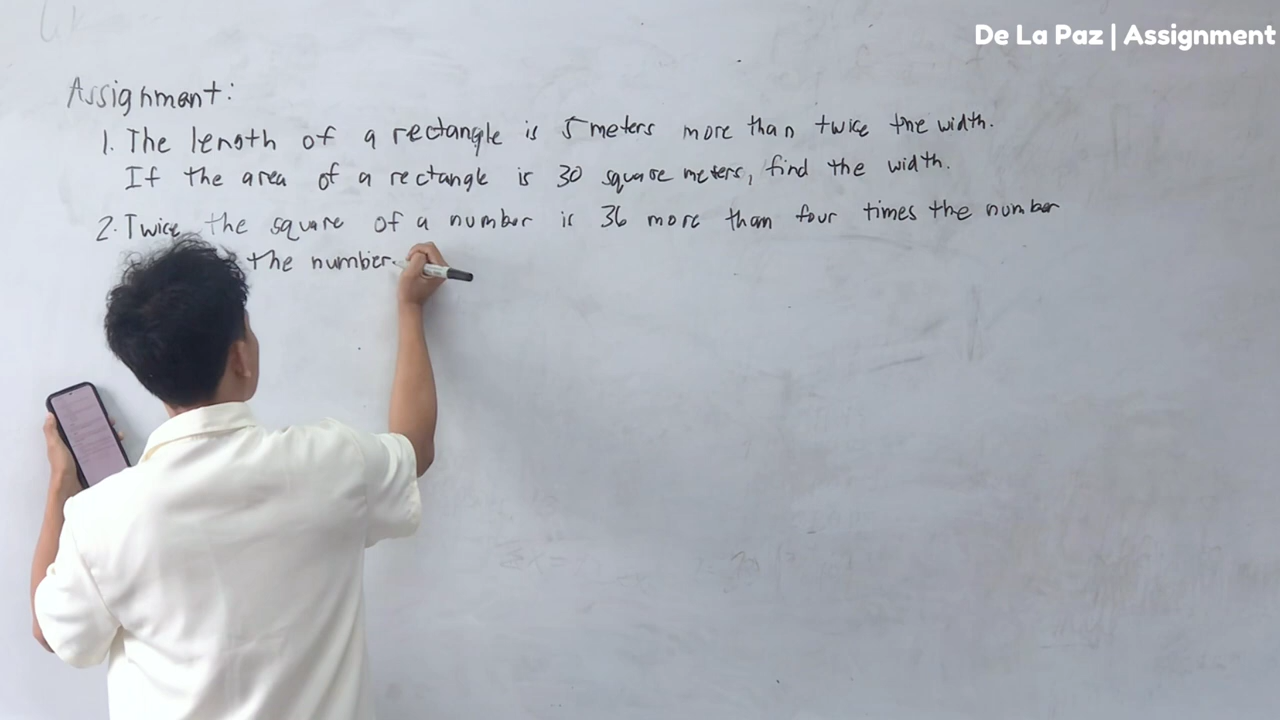 De La Paz | Assignment
Assignment:
1. The length of a rectangle is 5 meters more than twice the width.
If the area of a rectangle is 30 square meters, find the width.
2. Twice the square of a number is 36 more than four times the number
the number.